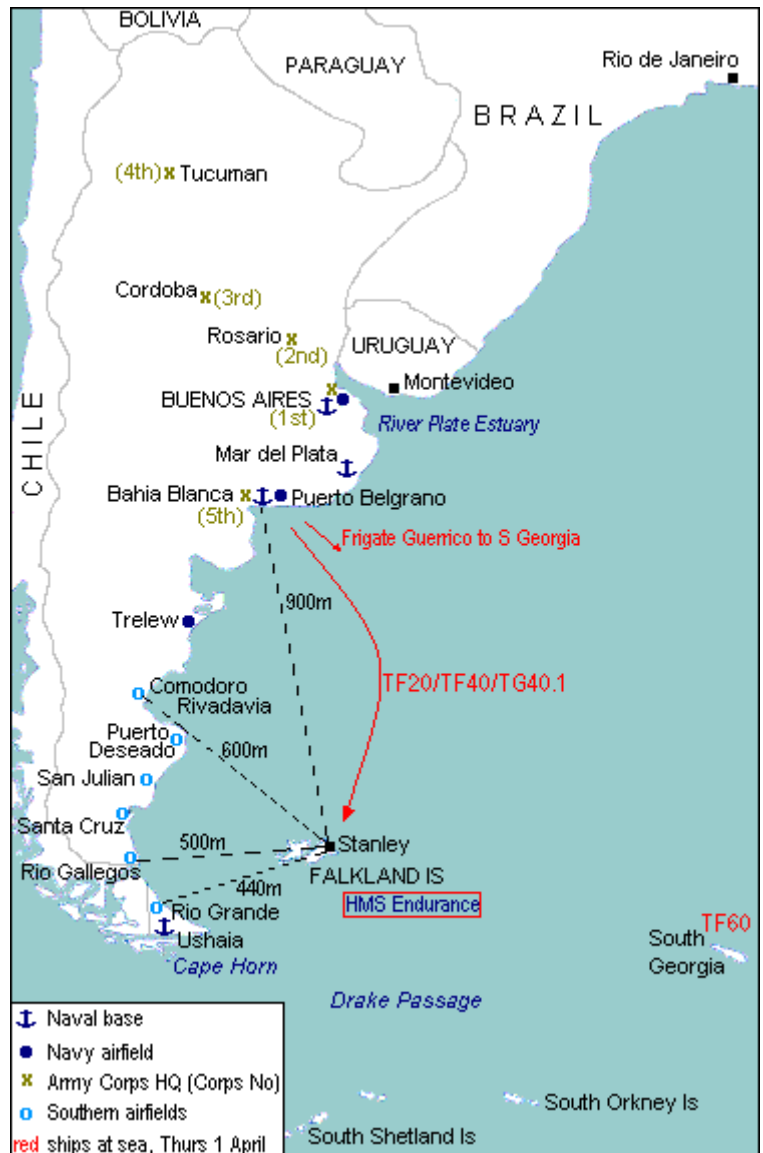 BOLIVIA
PARAGUAY
Rio de Janeiro
BRAZIL
(4th) x Tucuman
Cordoba x (3rd)
Rosario x
(2nd)
URUGUAY
Montevideo
BUENOS AIRES
(1st)
River Plate Estuary
CHILE
Mar del Plata
Bahia Blanca x Puerto Belgrano
(5th)
Frigate Guerrico to S Georgia
900m
Trelew
TF20/TF40/TG40.1
Comodoro
Rivadavia
Puerto
Deseado
600m
San Julian
Santa Cruz
500m
Stanley
Rio Gallegos
FALKLAND IS
440m
HMS Endurance
Rio Grande
Ushaia
TF60
South
Georgia
Cape Horn
Drake Passage
Naval base
Navy airfield
x Army Corps HQ (Corps No)
o Southern airfields
red ships at sea, Thurs 1 April
South Orkney Is
South Shetland Is